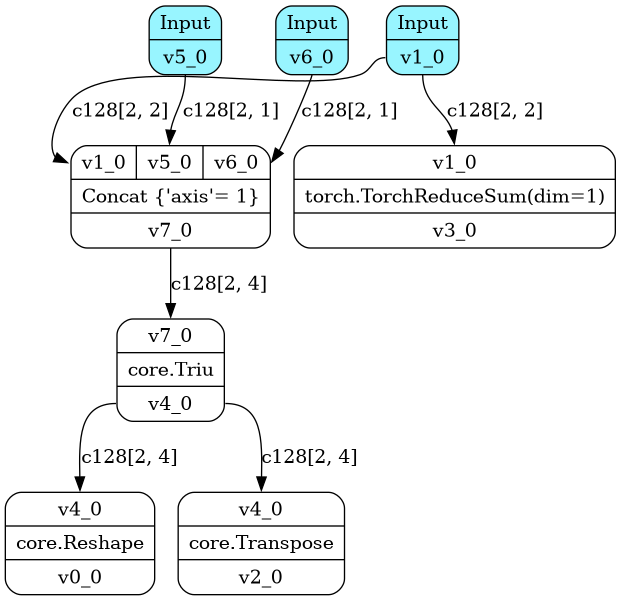 Input
v5_0
Input
v6_0
Input
v1_0
c128[2, 2]
c128[2, 1]
c128[2, 1]
c128[2, 2]
v1_0
v5_0
v6_0
Concat {'axis'= 1}
v7_0
v1_0
torch.TorchReduceSum(dim=1)
v3_0
c128[2, 4]
v7_0
core.Triu
v4_0
c128[2, 4]
c128[2, 4]
v4_0
core.Reshape
v0_0
v4_0
core.Transpose
v2_0